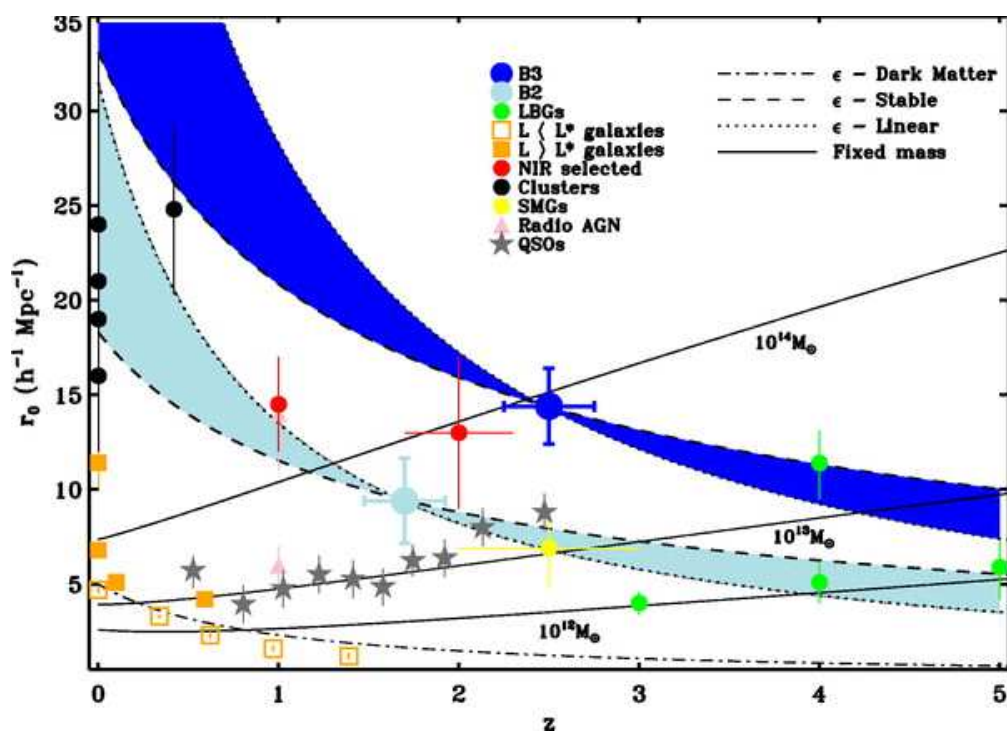 35
30
25
20
15
10
5
r₀ (h⁻¹ Mpc⁻¹)
B3
B2
LBGs
L < L* galaxies
L > L* galaxies
NIR selected
Clusters
SMGs
Radio AGN
QSOs
ϵ – Dark Matter
ϵ – Stable
ϵ – Linear
Fixed mass
10¹⁴M☉
10¹³M☉
10¹²M☉
0 1 2 3 4 5
z